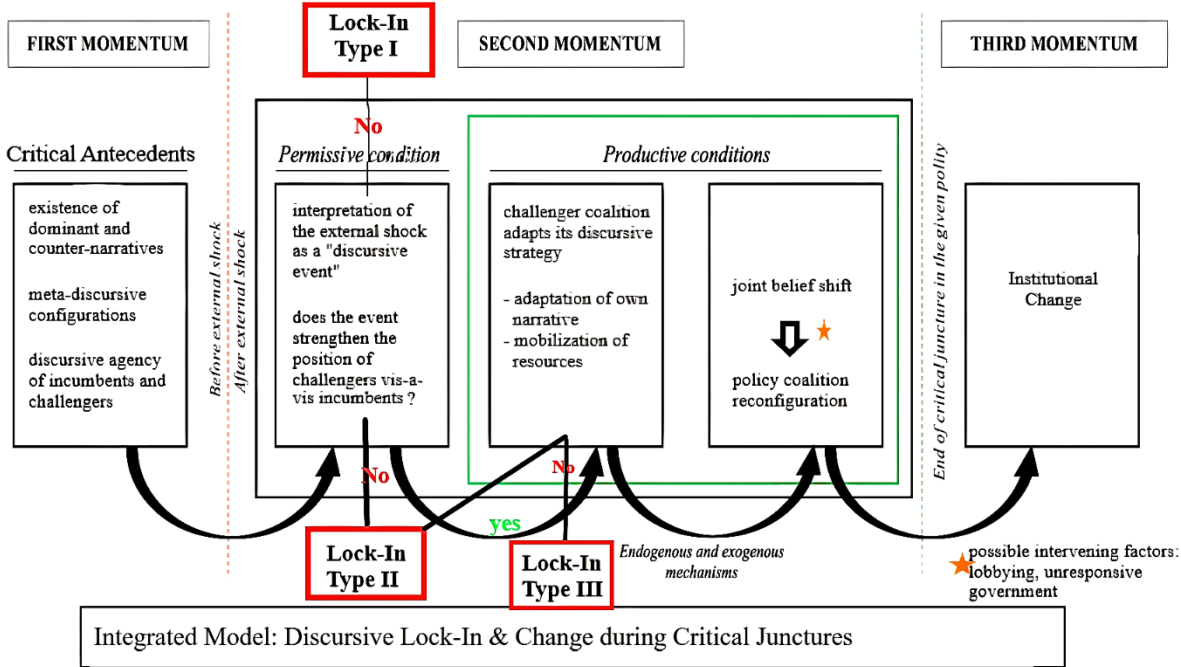 FIRST MOMENTUM
Lock-In
Type I
SECOND MOMENTUM
THIRD MOMENTUM
No
Critical Antecedents
Permissive condition
Productive conditions
existence of
dominant and
counter-narratives
meta-discursive
configurations
discursive agency
of incumbents and
challengers
Before external shock
After external shock
interpretation of
the external shock
as a "discursive
event"
does the event
strengthen the
position of
challengers vis-a-
vis incumbents ?
challenger coalition
adapts its discursive
strategy
- adaptation of own
narrative
- mobilization of
resources
joint belief shift
policy coalition
reconfiguration
End of critical juncture in the given polity
Institutional
Change
No
No
yes
Lock-In
Type II
Lock-In
Type III
Endogenous and exogenous
mechanisms
possible intervening factors:
lobbying, unresponsive
government
Integrated Model: Discursive Lock-In & Change during Critical Junctures